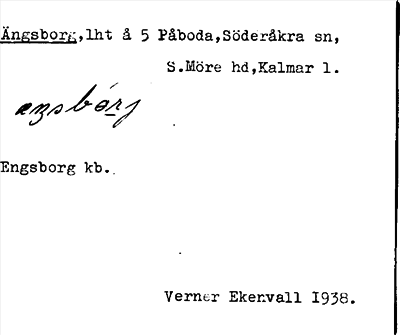 Ängsborg,lht å 5 Påboda,Söderåkra sn,
S.Möre hd,Kalmar l.
Engsborg kb.
Verner Ekenvall 1938.